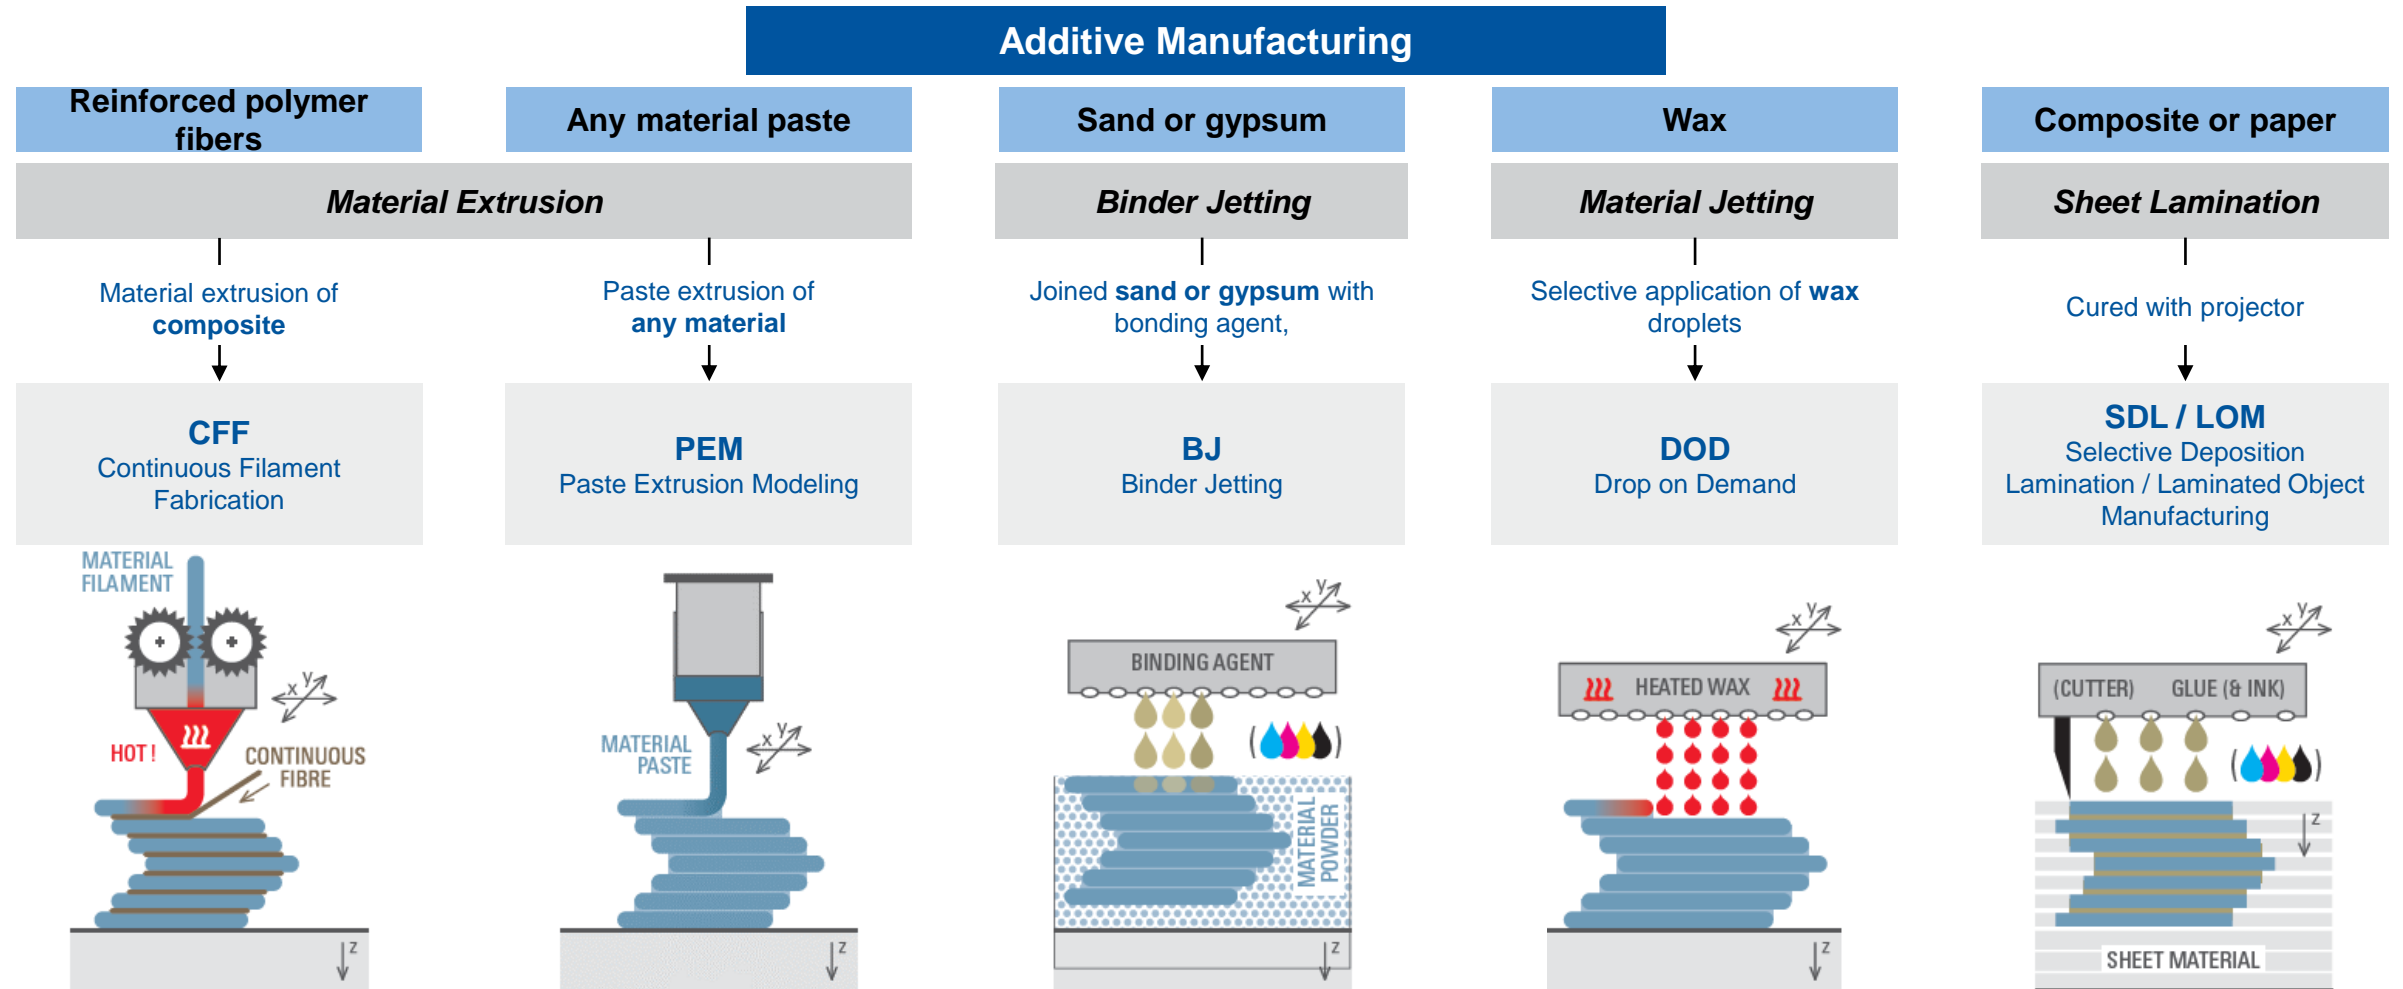 Additive Manufacturing
Reinforced polymer
fibers
Any material paste
Sand or gypsum
Wax
Composite or paper
Material Extrusion
Binder Jetting
Material Jetting
Sheet Lamination
Material extrusion of
composite
Paste extrusion of
any material
Joined sand or gypsum with
bonding agent,
Selective application of wax
droplets
Cured with projector
CFF
Continuous Filament
Fabrication
PEM
Paste Extrusion Modeling
BJ
Binder Jetting
DOD
Drop on Demand
SDL / LOM
Selective Deposition
Lamination / Laminated Object
Manufacturing
MATERIAL
FILAMENT
x y
HOT !
CONTINUOUS
FIBRE
z
MATERIAL
PASTE
x y
z
x y
BINDING AGENT
MATERIAL
POWDER
z
x y
HEATED WAX
z
x y
(CUTTER) GLUE (& INK)
z
SHEET MATERIAL